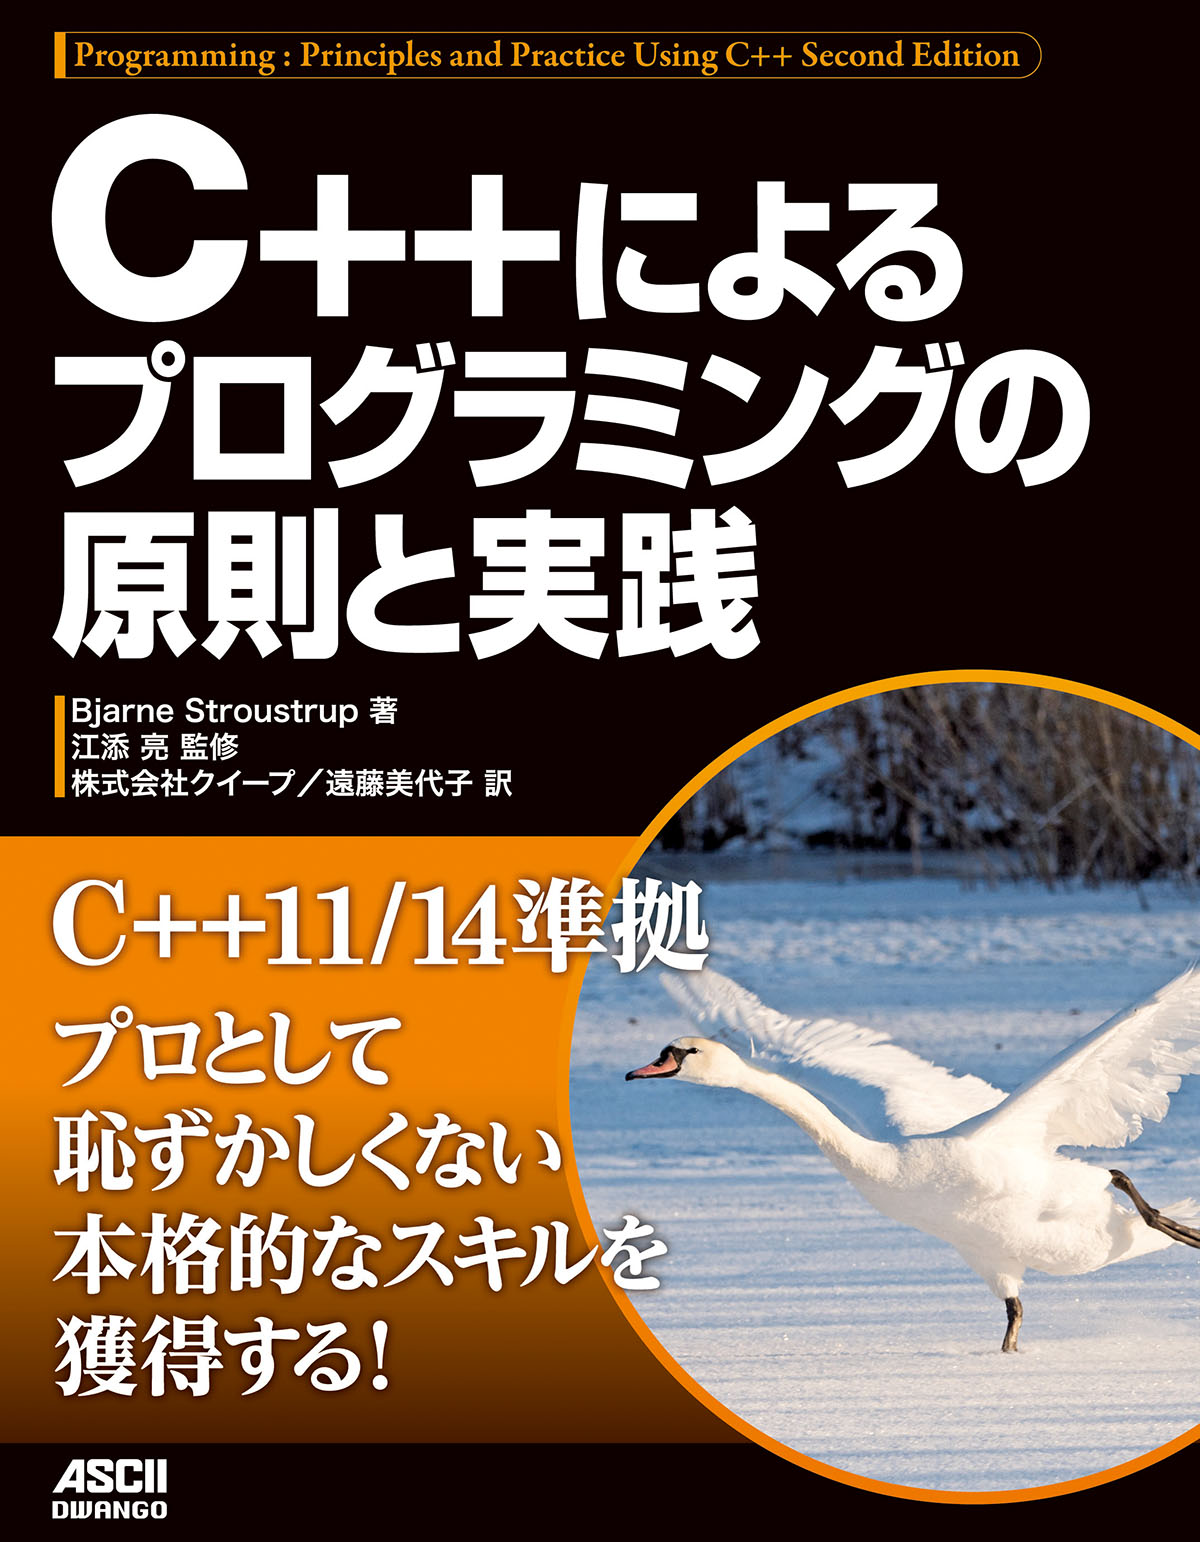 Programming : Principles and Practice Using C++ Second Edition
C++による
プログラミングの
原則と実践
Bjarne Stroustrup 著
江添 亮 監修
株式会社クイープ／遠藤美代子 訳
C++11/14準拠
プロとして
恥ずかしくない
本格的なスキルを
獲得する!
ASCII
DWANGO